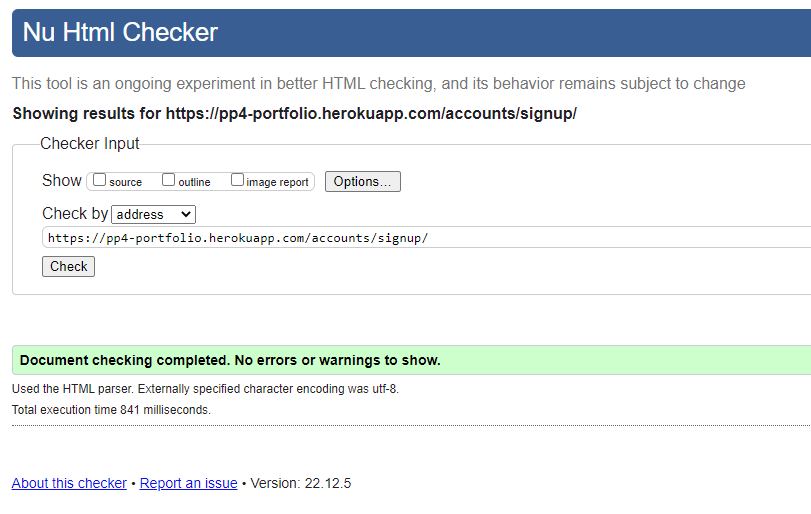 Nu Html Checker
This tool is an ongoing experiment in better HTML checking, and its behavior remains subject to change
Showing results for https://pp4-portfolio.herokuapp.com/accounts/signup/
Checker Input
Show source outline image report Options...
Check by address
https://pp4-portfolio.herokuapp.com/accounts/signup/
Check
Document checking completed. No errors or warnings to show.
Used the HTML parser. Externally specified character encoding was utf-8.
Total execution time 841 milliseconds.
About this checker • Report an issue • Version: 22.12.5